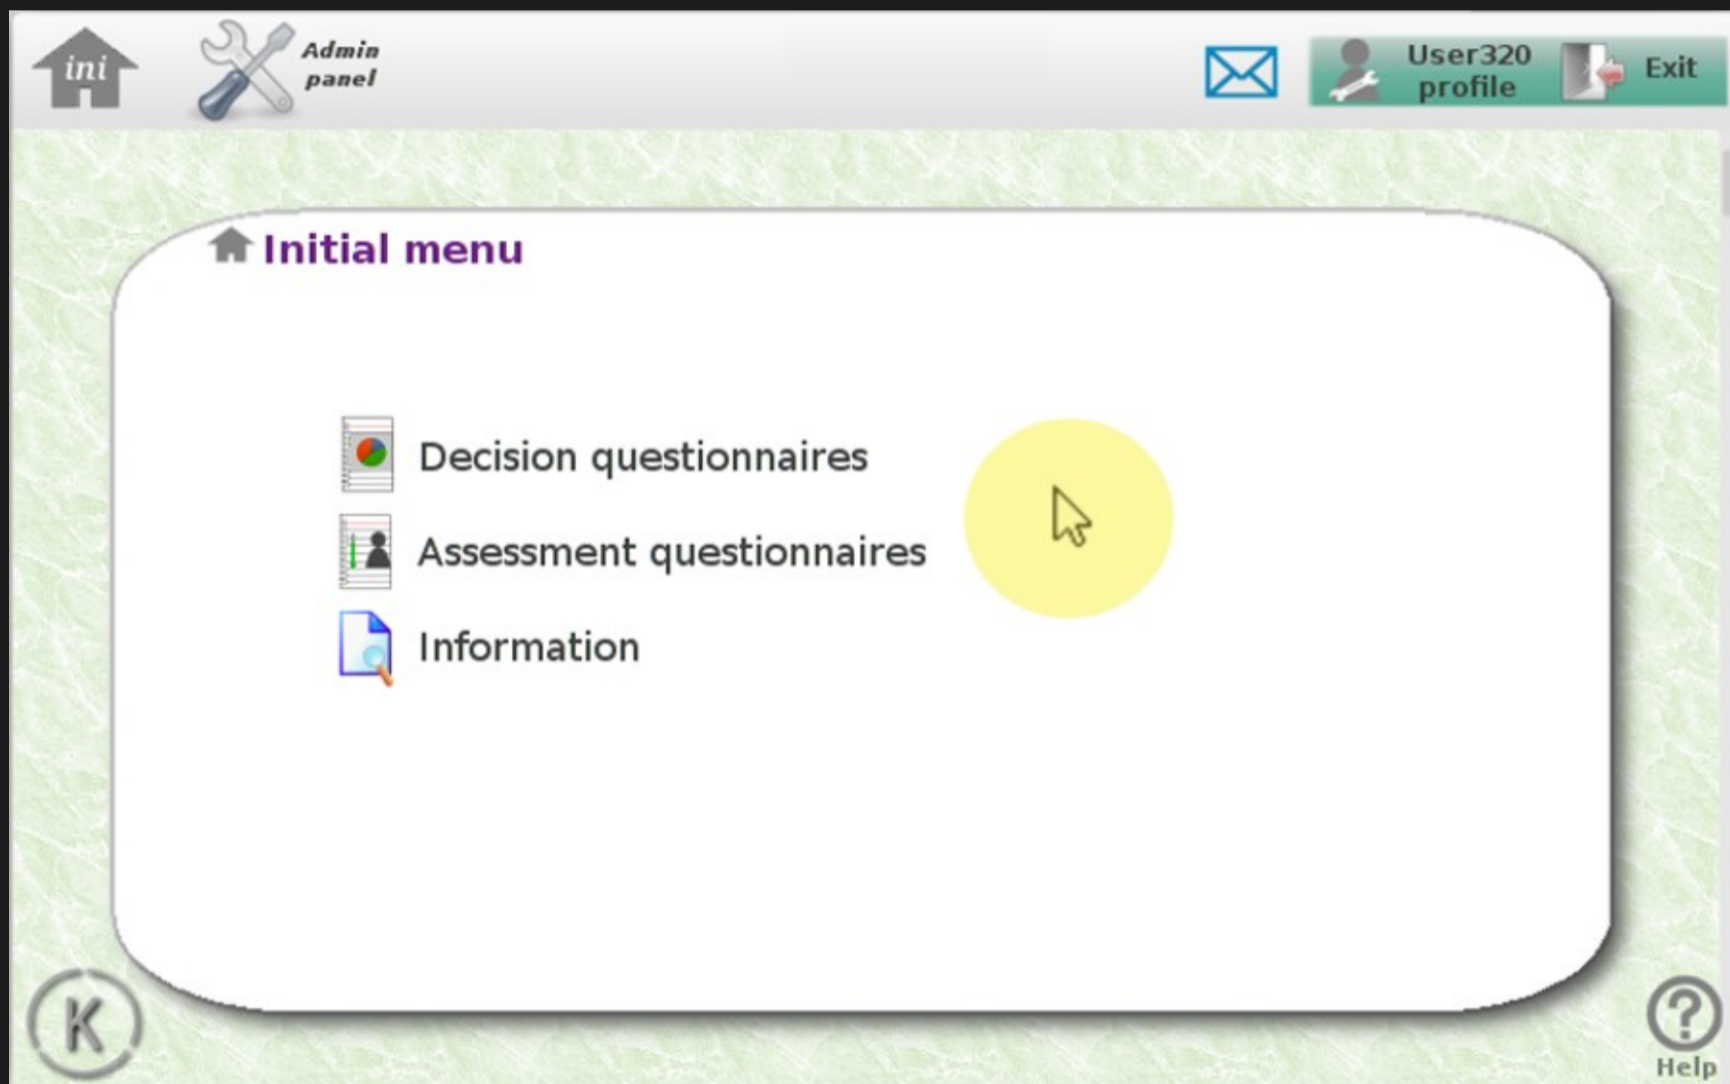 ini
Admin
panel
User320
profile
Exit
Initial menu
Decision questionnaires
Assessment questionnaires
Information
K
?
Help